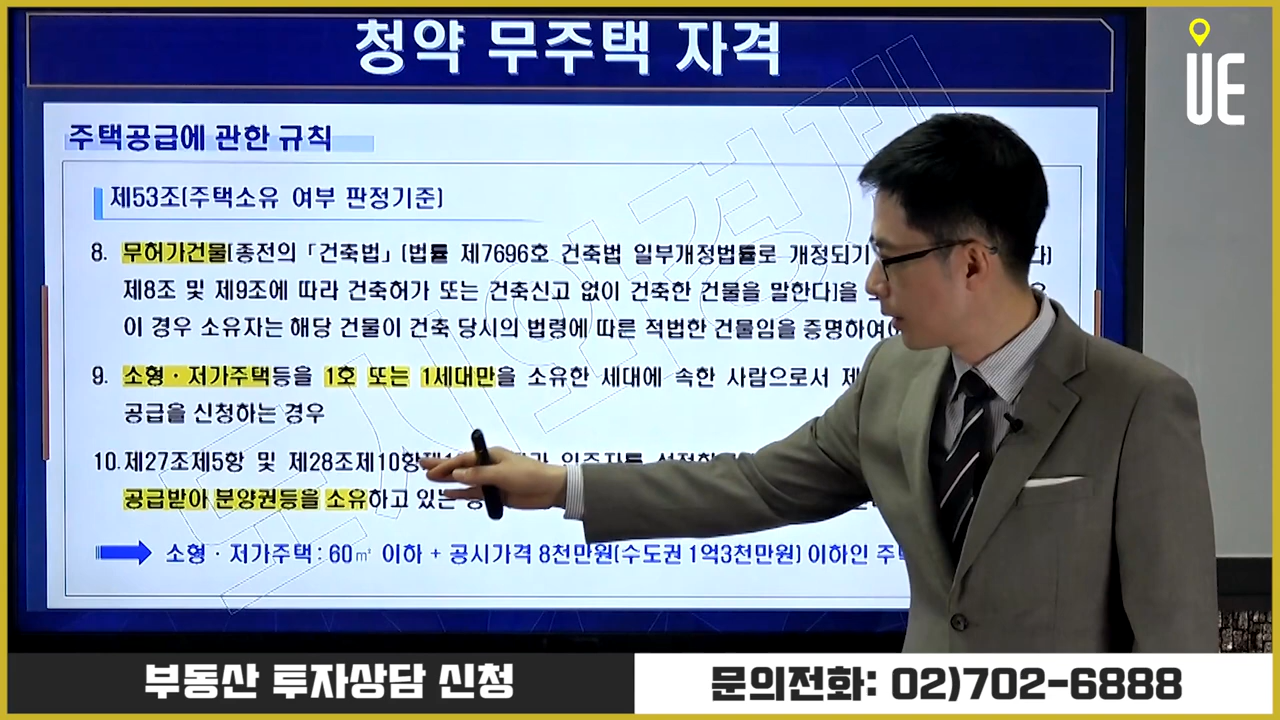 청약 무주택 자격
UE
주택공급에 관한 규칙
제53조(주택소유 여부 판정기준)
8. 무허가건물(종전의 「건축법」(법률 제7696호 건축법 일부개정법률로 개정되기 다)
제8조 및 제9조에 따라 건축허가 또는 건축신고 없이 건축한 건물을 말한다)을
이 경우 소유자는 해당 건물이 건축 당시의 법령에 따른 적법한 건물임을 증명하여야
9. 소형·저가주택등을 1호 또는 1세대만을 소유한 세대에 속한 사람으로서 제
공급을 신청하는 경우
10. 제27조제5항 및 제28조제10항제1
공급받아 분양권등을 소유하고 있는
소형·저가주택 : 60㎡ 이하 + 공시가격 8천만원(수도권 1억3천만원) 이하인 주택
도시와경제
부동산 투자상담 신청
문의전화: 02)702-6888